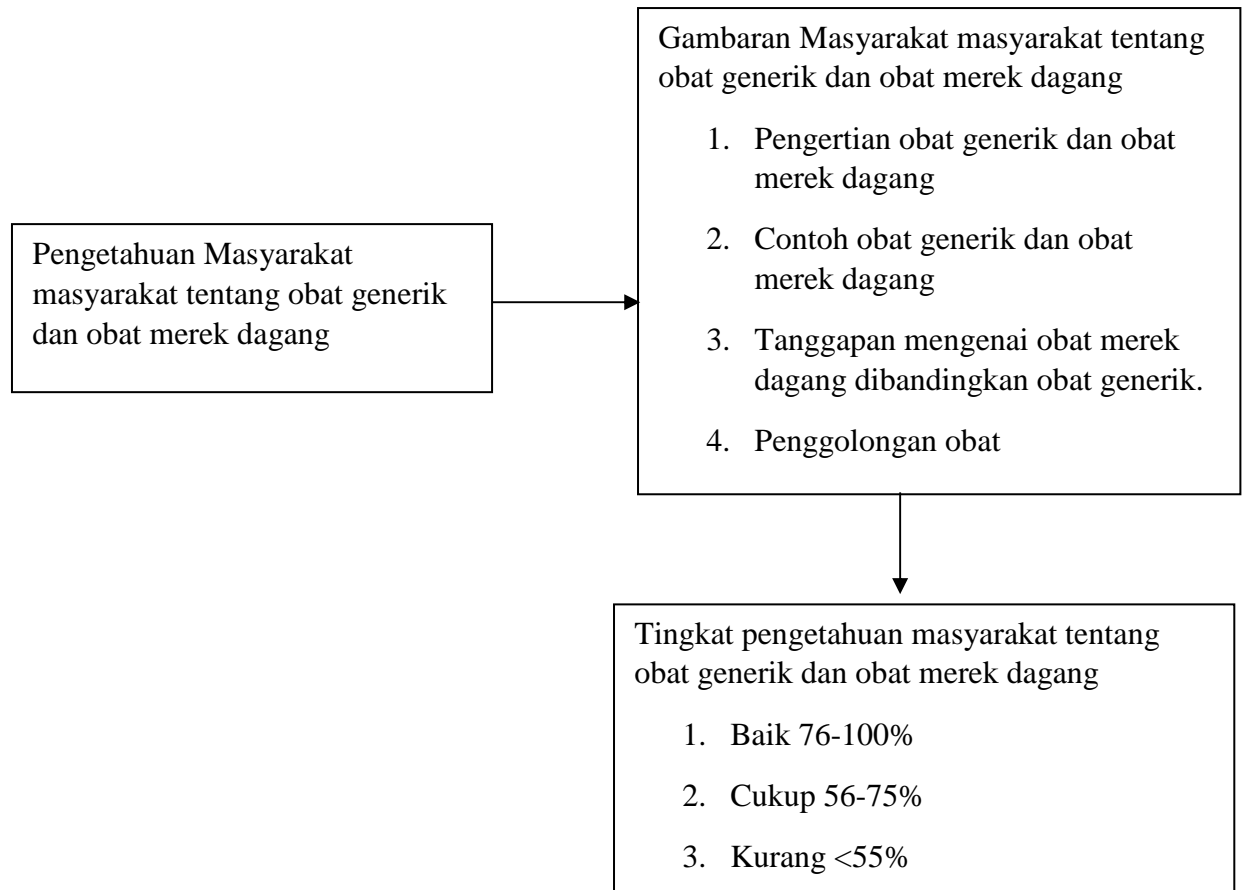 Pengetahuan Masyarakat
masyarakat tentang obat generik
dan obat merek dagang
Gambaran Masyarakat masyarakat tentang
obat generik dan obat merek dagang
1. Pengertian obat generik dan obat
merek dagang
2. Contoh obat generik dan obat
merek dagang
3. Tanggapan mengenai obat merek
dagang dibandingkan obat generik.
4. Penggolongan obat
Tingkat pengetahuan masyarakat tentang
obat generik dan obat merek dagang
1. Baik 76-100%
2. Cukup 56-75%
3. Kurang <55%